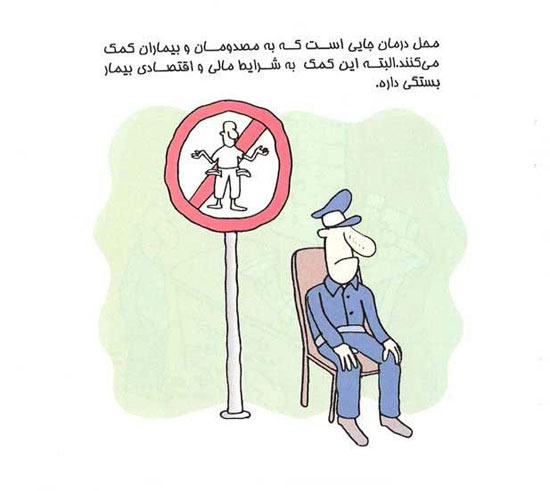 محل درمان جایی است که به مصدومان و بیماران کمک
می‌کنند.البته این کمک به شرایط مالی و اقتصادی بیمار
بستگی داره.